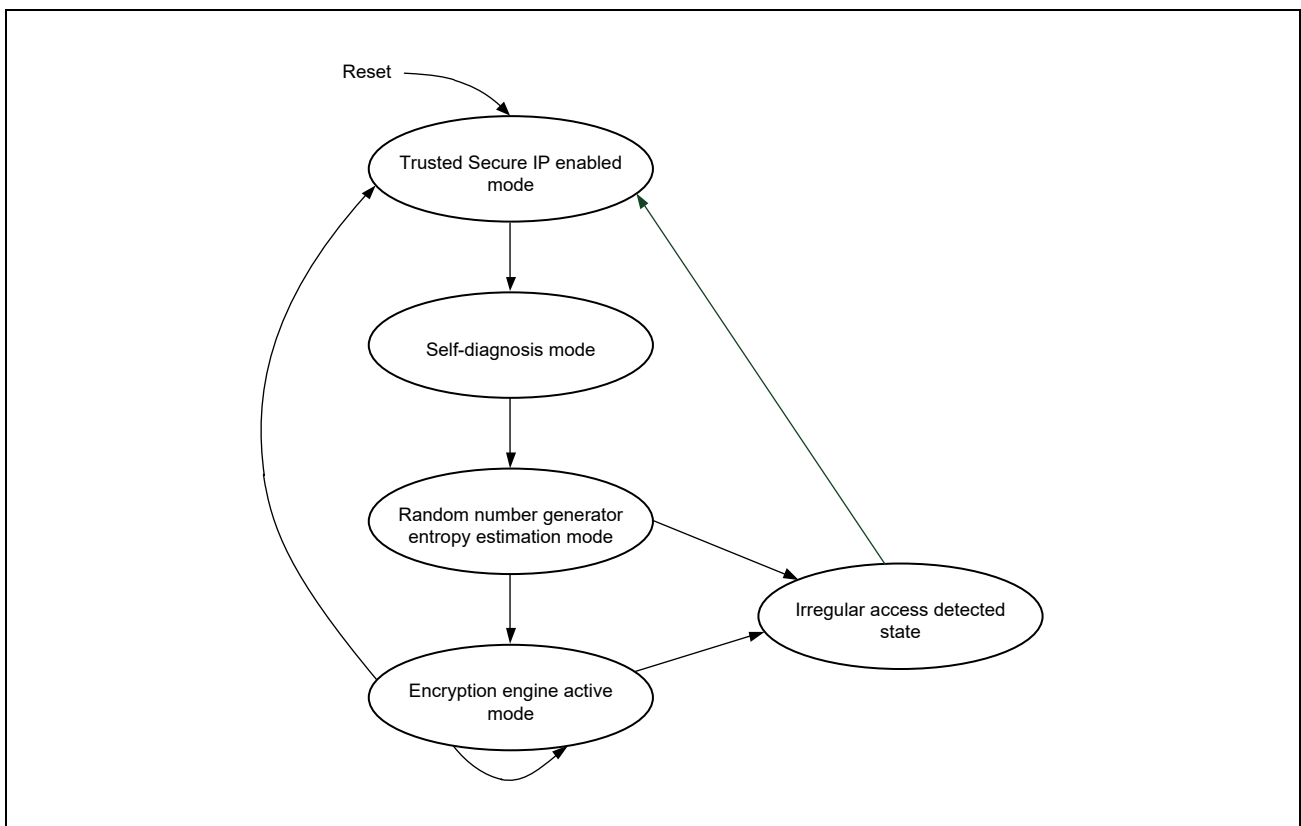 Reset
Trusted Secure IP enabled
mode
Self-diagnosis mode
Random number generator
entropy estimation mode
Irregular access detected
state
Encryption engine active
mode